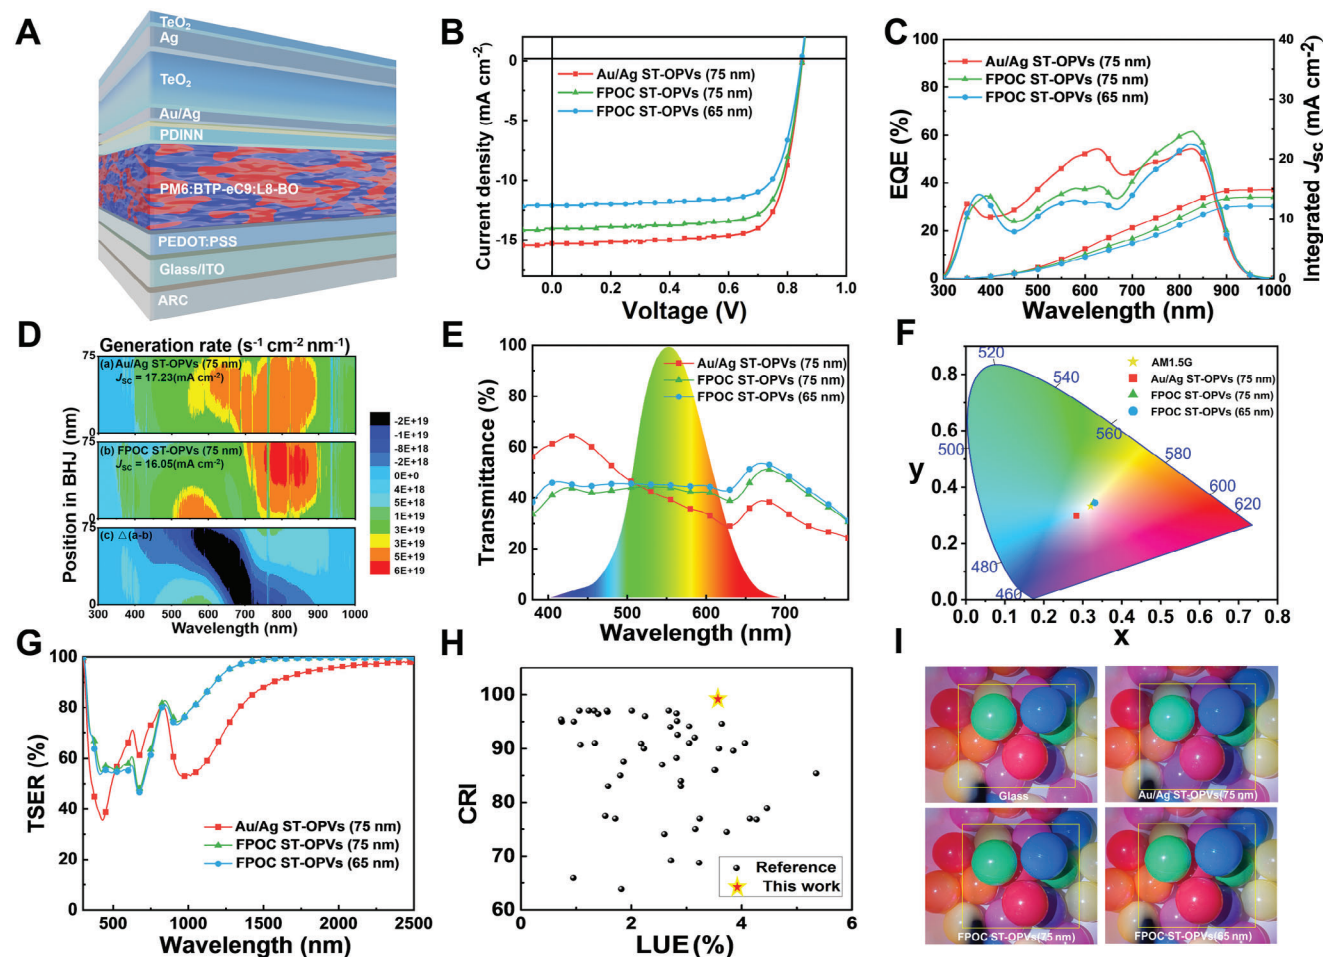 A
TeO2
Ag
TeO2
Au/Ag
PDINN
PM6:BTP-eC9:L8-BO
PEDOT:PSS
Glass/ITO
ARC
B
Current density (mA cm-2)
0
-5
-10
-15
Au/Ag ST-OPVs (75 nm)
FPOC ST-OPVs (75 nm)
FPOC ST-OPVs (65 nm)
0.0 0.2 0.4 0.6 0.8 1.0
Voltage (V)
C
EQE (%)
100
80
60
40
20
0
Au/Ag ST-OPVs (75 nm)
FPOC ST-OPVs (75 nm)
FPOC ST-OPVs (65 nm)
40
30
20
10
0
Integrated Jsc (mA cm-2)
300 400 500 600 700 800 900 1000
Wavelength (nm)
D
Generation rate (s-1 cm-2 nm-1)
Position in BHJ (nm)
75
(a) Au/Ag ST-OPVs (75 nm)
JSC = 17.23(mA cm-2)
0
75
(b) FPOC ST-OPVs (75 nm)
JSC = 16.05(mA cm-2)
0
75
(c) △(a-b)
0
300 400 500 600 700 800 900 1000
Wavelength (nm)
-2E+19
-1E+19
-8E+18
-2E+18
0E+0
4E+18
5E+18
1E+19
3E+19
5E+19
6E+19
E
Transmittance (%)
100
80
60
40
20
0
Au/Ag ST-OPVs (75 nm)
FPOC ST-OPVs (75 nm)
FPOC ST-OPVs (65 nm)
400 500 600 700
Wavelength (nm)
F
y
0.8
0.6
0.4
0.2
0.0
520
540
560
580
600
620
500
480
460
AM1.5G
Au/Ag ST-OPVs (75 nm)
FPOC ST-OPVs (75 nm)
FPOC ST-OPVs (65 nm)
0.0 0.1 0.2 0.3 0.4 0.5 0.6 0.7 0.8
x
G
TSER (%)
100
80
60
40
20
0
Au/Ag ST-OPVs (75 nm)
FPOC ST-OPVs (75 nm)
FPOC ST-OPVs (65 nm)
500 1000 1500 2000 2500
Wavelength (nm)
H
CRI
100
90
80
70
60
Reference
This work
0 2 4 6
LUE (%)
I
Glass
Au/Ag ST-OPVs(75 nm)
FPOC ST-OPVs(75 nm)
FPOC ST-OPVs(65 nm)